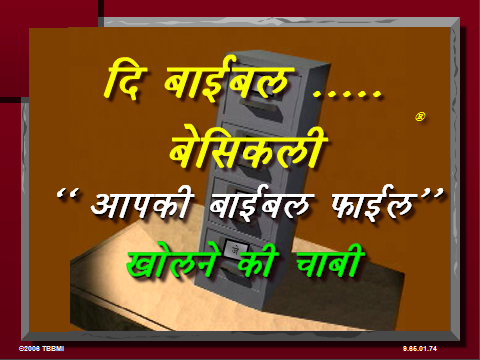 दि बाईबल .....
®
बेसिकली
‘‘ आपकी बाईबल फाईल’’
खोलने की चाबी
©2006 TBBMI
9.65.01.74